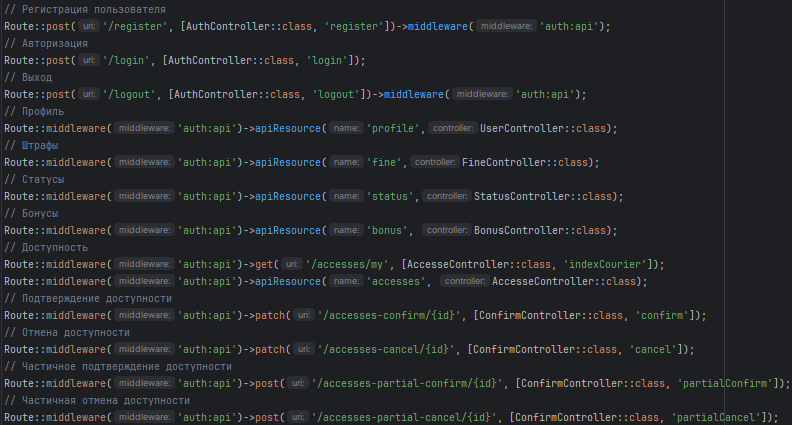 // Регистрация пользователя
Route::post( uri: '/register', [AuthController::class, 'register'])->middleware( middleware: 'auth:api');
// Авторизация
Route::post( uri: '/login', [AuthController::class, 'login']);
// Выход
Route::post( uri: '/logout', [AuthController::class, 'logout'])->middleware( middleware: 'auth:api');
// Профиль
Route::middleware( middleware: 'auth:api')->apiResource( name: 'profile', controller: UserController::class);
// Штрафы
Route::middleware( middleware: 'auth:api')->apiResource( name: 'fine', controller: FineController::class);
// Статусы
Route::middleware( middleware: 'auth:api')->apiResource( name: 'status', controller: StatusController::class);
// Бонусы
Route::middleware( middleware: 'auth:api')->apiResource( name: 'bonus', controller: BonusController::class);
// Доступность
Route::middleware( middleware: 'auth:api')->get( uri: '/accesses/my', [AccesseController::class, 'indexCourier']);
Route::middleware( middleware: 'auth:api')->apiResource( name: 'accesses', controller: AccesseController::class);
// Подтверждение доступности
Route::middleware( middleware: 'auth:api')->patch( uri: '/accesses-confirm/{id}', [ConfirmController::class, 'confirm']);
// Отмена доступности
Route::middleware( middleware: 'auth:api')->patch( uri: '/accesses-cancel/{id}', [ConfirmController::class, 'cancel']);
// Частичное подтверждение доступности
Route::middleware( middleware: 'auth:api')->post( uri: '/accesses-partial-confirm/{id}', [ConfirmController::class, 'partialConfirm']);
// Частичная отмена доступности
Route::middleware( middleware: 'auth:api')->post( uri: '/accesses-partial-cancel/{id}', [ConfirmController::class, 'partialCancel']);